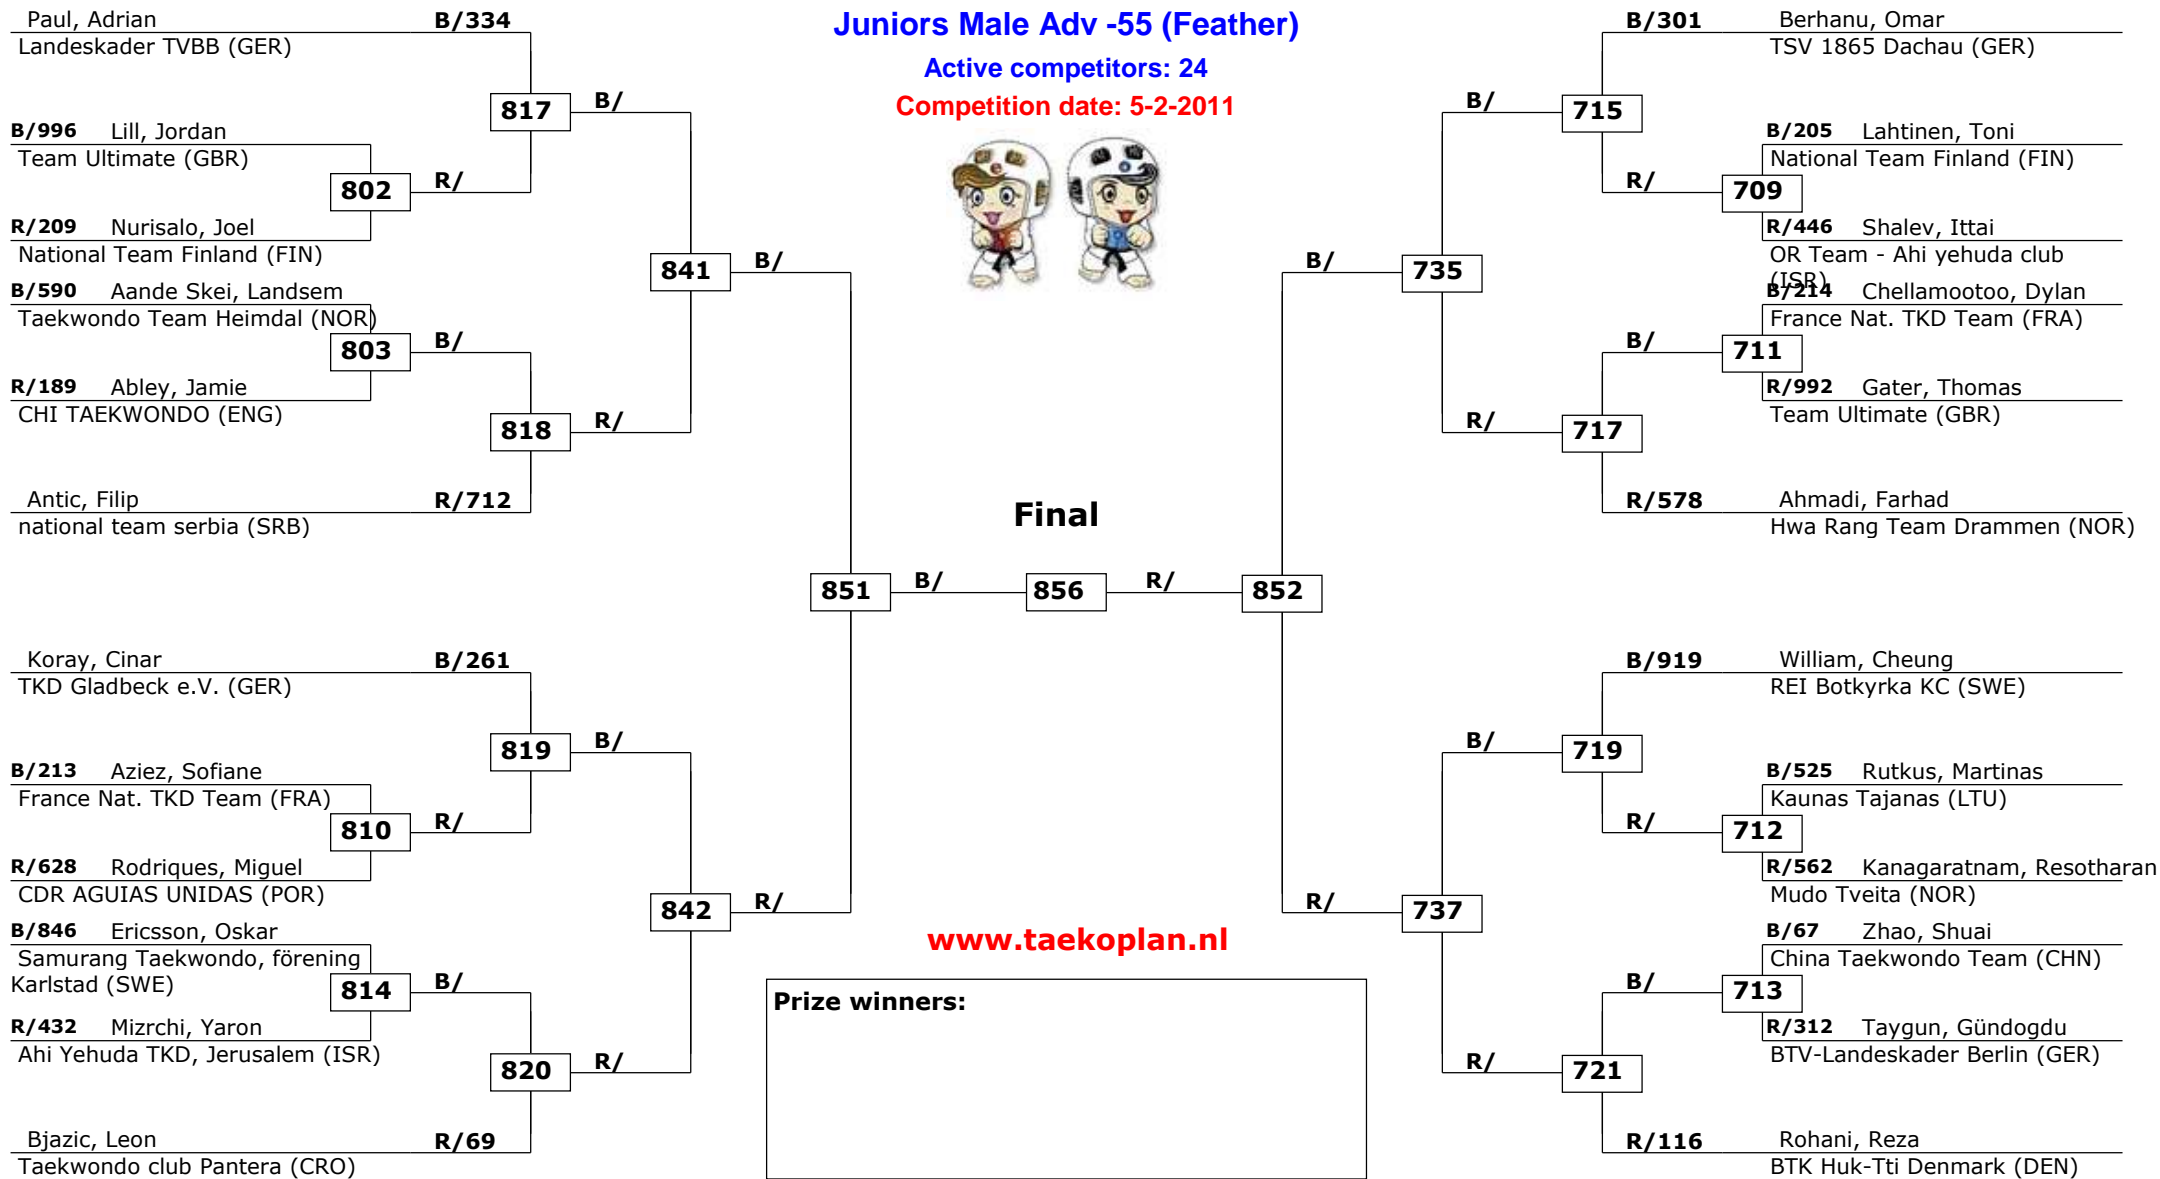 Juniors Male Adv -55 (Feather)
Active competitors: 24
Competition date: 5-2-2011
Paul, Adrian B/334
Landeskader TVBB (GER)
817 B/
B/996 Lill, Jordan
Team Ultimate (GBR)
802 R/
R/209 Nurisalo, Joel
National Team Finland (FIN)
841 B/
B/590 Aande Skei, Landsem
Taekwondo Team Heimdal (NOR)
803 B/
R/189 Abley, Jamie
CHI TAEKWONDO (ENG)
818 R/
Antic, Filip R/712
national team serbia (SRB)
Final
851 B/ 856 R/ 852
Koray, Cinar B/261
TKD Gladbeck e.V. (GER)
819 B/
B/213 Aziez, Sofiane
France Nat. TKD Team (FRA)
810 R/
R/628 Rodriques, Miguel
CDR AGUIAS UNIDAS (POR)
842 R/
B/846 Ericsson, Oskar
Samurang Taekwondo, förening
Karlstad (SWE)
814 B/
R/432 Mizrchi, Yaron
Ahi Yehuda TKD, Jerusalem (ISR)
820 R/
Bjazic, Leon R/69
Taekwondo club Pantera (CRO)
B/301 Berhanu, Omar
TSV 1865 Dachau (GER)
B/ 715
B/205 Lahtinen, Toni
National Team Finland (FIN)
R/ 709
R/446 Shalev, Ittai
OR Team - Ahi yehuda club
(ISR)
B/ 735
B/214 Chellamootoo, Dylan
France Nat. TKD Team (FRA)
B/ 711
R/992 Gater, Thomas
Team Ultimate (GBR)
R/ 717
R/578 Ahmadi, Farhad
Hwa Rang Team Drammen (NOR)
B/919 William, Cheung
REI Botkyrka KC (SWE)
B/ 719
B/525 Rutkus, Martinas
Kaunas Tajanas (LTU)
R/ 712
R/562 Kanagaratnam, Resotharan
Mudo Tveita (NOR)
R/ 737
B/67 Zhao, Shuai
China Taekwondo Team (CHN)
B/ 713
R/312 Taygun, Gündogdu
BTV-Landeskader Berlin (GER)
R/ 721
R/116 Rohani, Reza
BTK Huk-Tti Denmark (DEN)
www.taekoplan.nl
Prize winners: